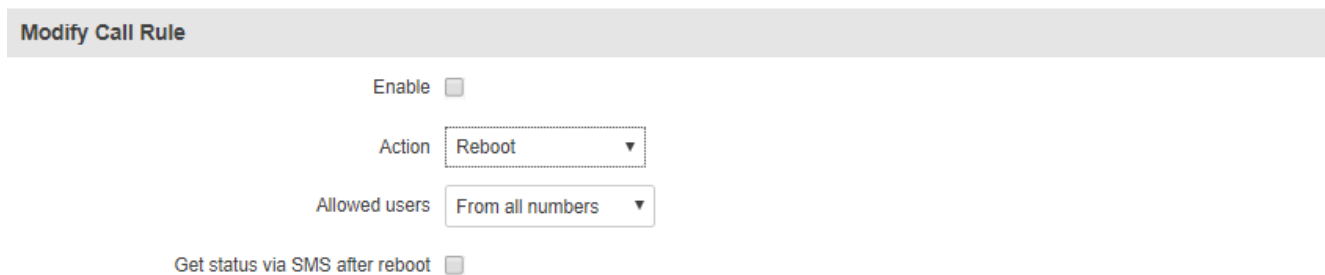 Modify Call Rule
Enable
Action Reboot
Allowed users From all numbers
Get status via SMS after reboot